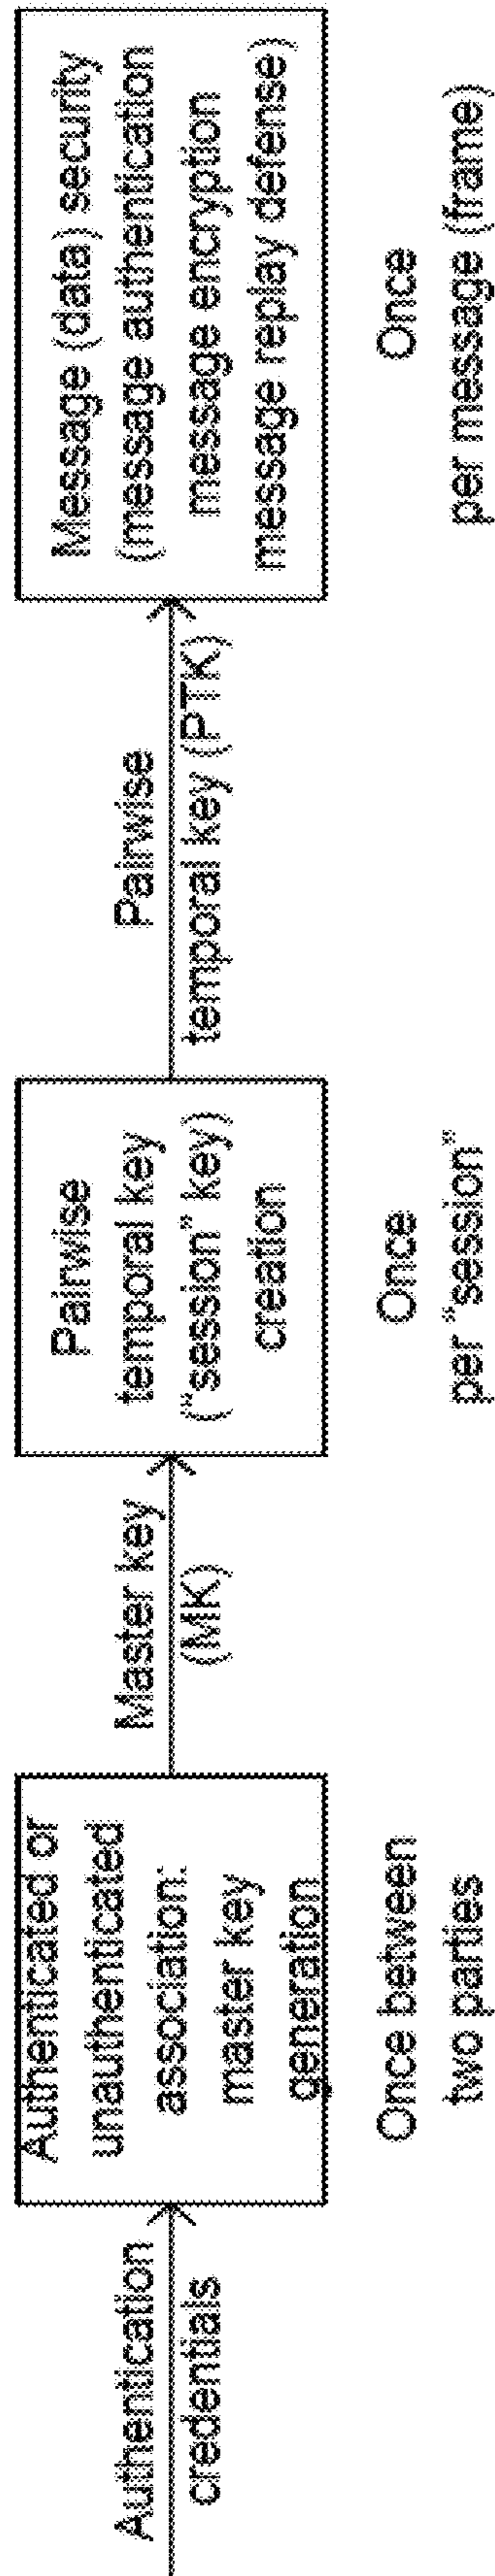 Authentication
credentials
Authenticated or
unauthenticated
association:
master key
generation
Once between
two parties
Master key
(MK)
Pairwise
temporal key
("session" key)
creation
Once
per "session"
Pairwise
temporal key (PTK)
Message (data) security
(message authentication
message encryption
message replay defense)
Once
per message (frame)